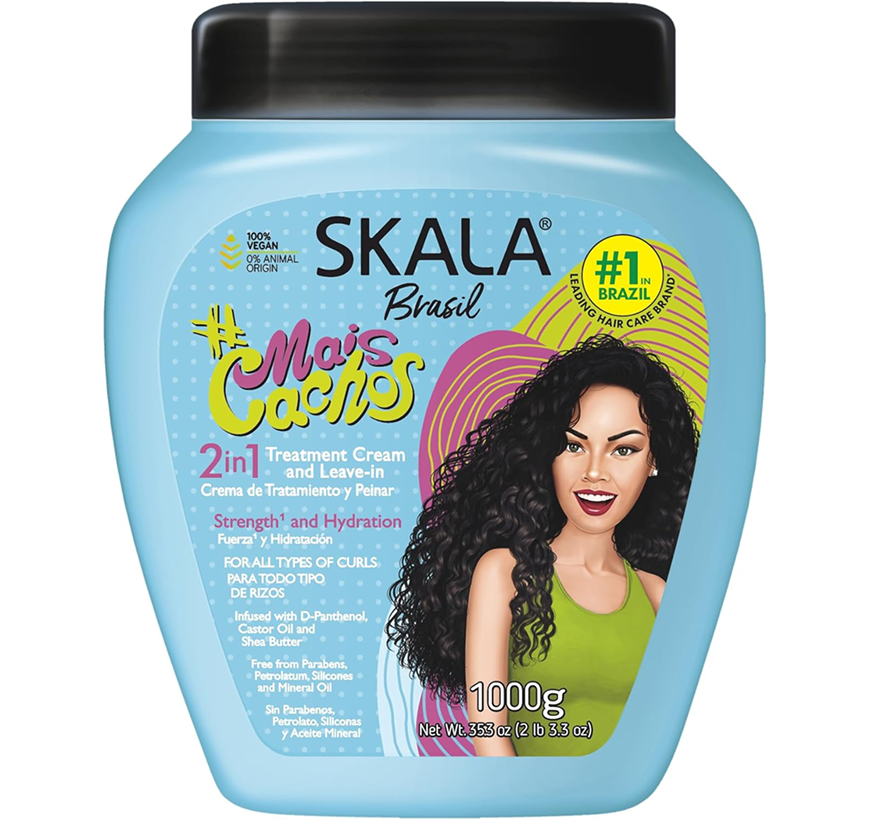 100%
VEGAN
0% ANIMAL
ORIGIN
SKALA®
Brasil
#1 IN
BRAZIL
LEADING HAIR CARE BRAND*
#Mais
Cachos
2in1 Treatment Cream
and Leave-in
Crema de Tratamiento y Peinar
Strength¹ and Hydration
Fuerza¹ y Hidratación
FOR ALL TYPES OF CURLS
PARA TODO TIPO
DE RIZOS
Infused with D-Panthenol,
Castor Oil and
Shea Butter
Free from Parabens,
Petrolatum, Silicones
and Mineral Oil
Sin Parabenos,
Petrolato, Siliconas
y Aceite Mineral
1000g
Net Wt. 35.3 oz (2 lb 3.3 oz)